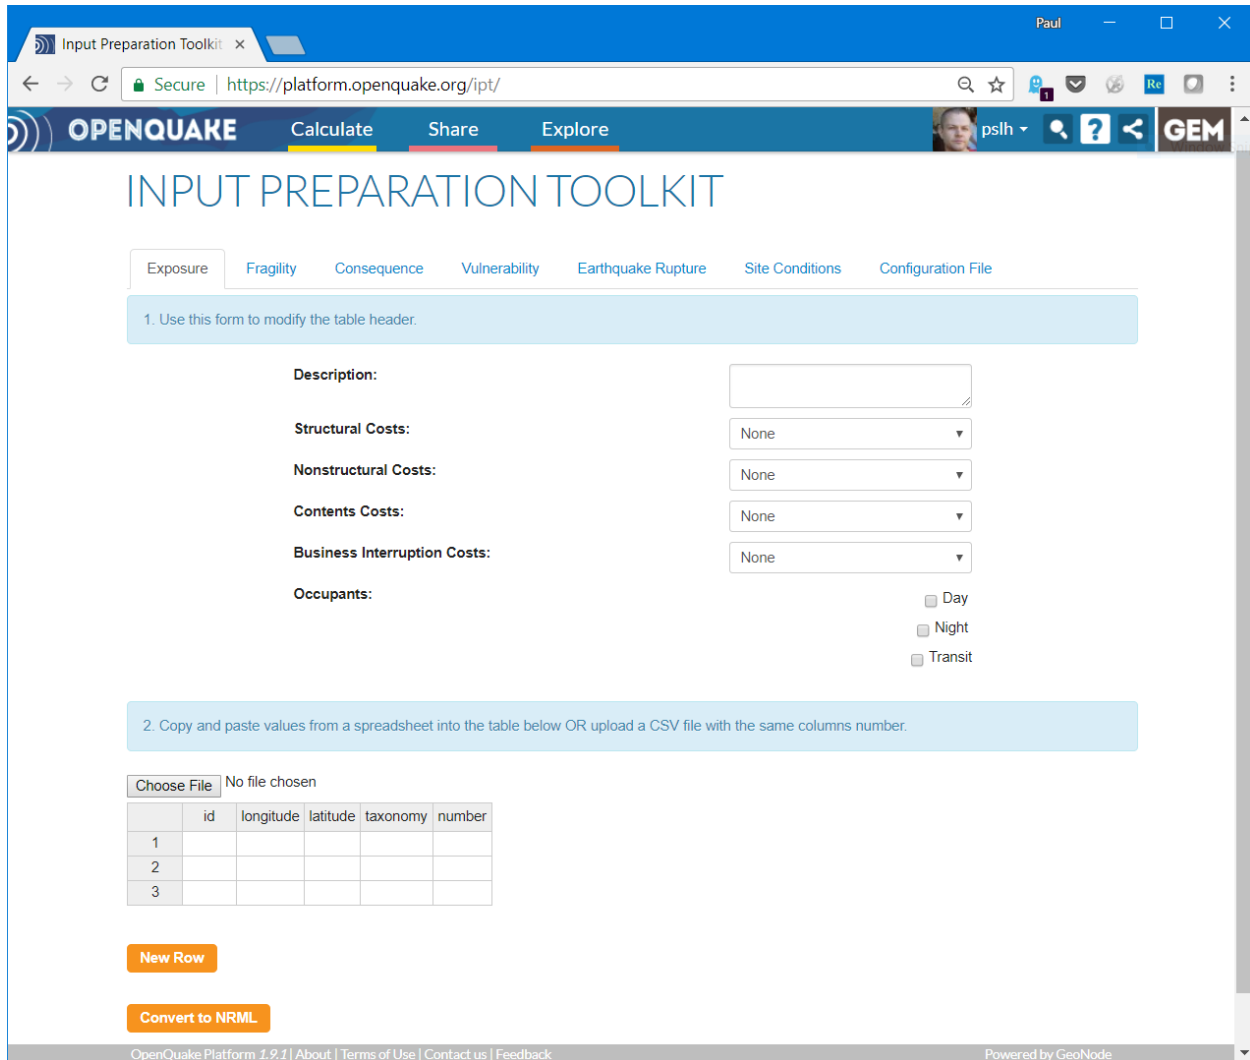 Paul
Input Preparation Toolkit
Secure | https://platform.openquake.org/ipt/
1
Re
OPENQUAKE Calculate Share Explore pslh ? GEM
INPUT PREPARATION TOOLKIT
Exposure Fragility Consequence Vulnerability Earthquake Rupture Site Conditions Configuration File
1. Use this form to modify the table header.
Description:
Structural Costs: None
Nonstructural Costs: None
Contents Costs: None
Business Interruption Costs: None
Occupants: Day
Night
Transit
2. Copy and paste values from a spreadsheet into the table below OR upload a CSV file with the same columns number.
Choose File No file chosen
id longitude latitude taxonomy number
1
2
3
New Row
Convert to NRML
OpenQuake Platform 1.9.1 | About | Terms of Use | Contact us | Feedback Powered by GeoNode